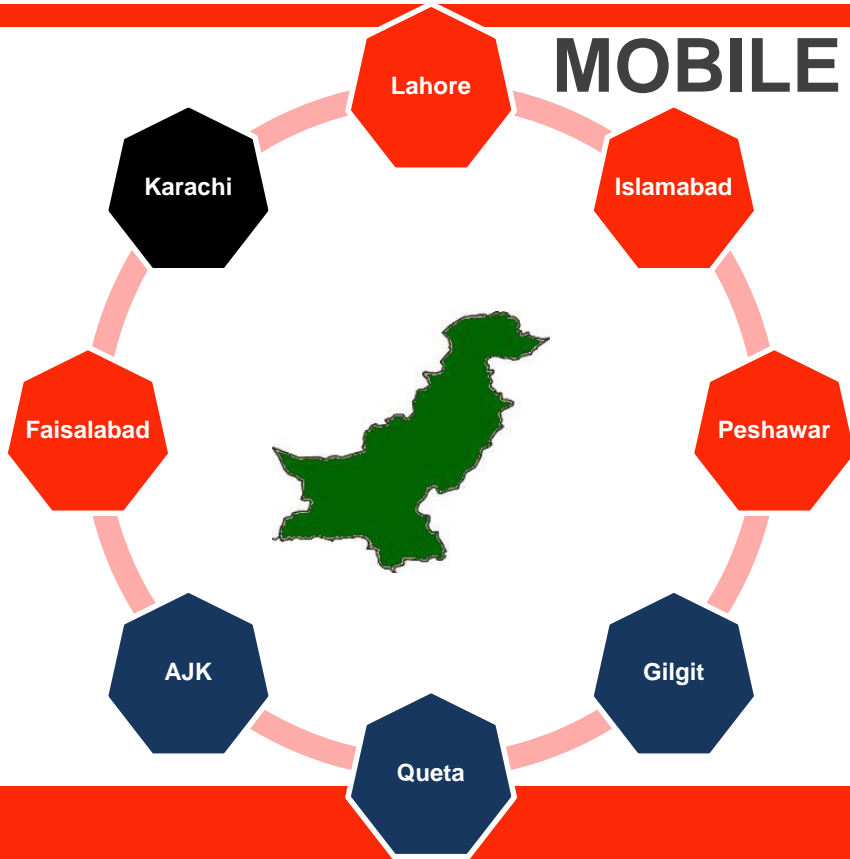 MOBILE
Lahore
Karachi
Islamabad
Faisalabad
Peshawar
AJK
Gilgit
Queta